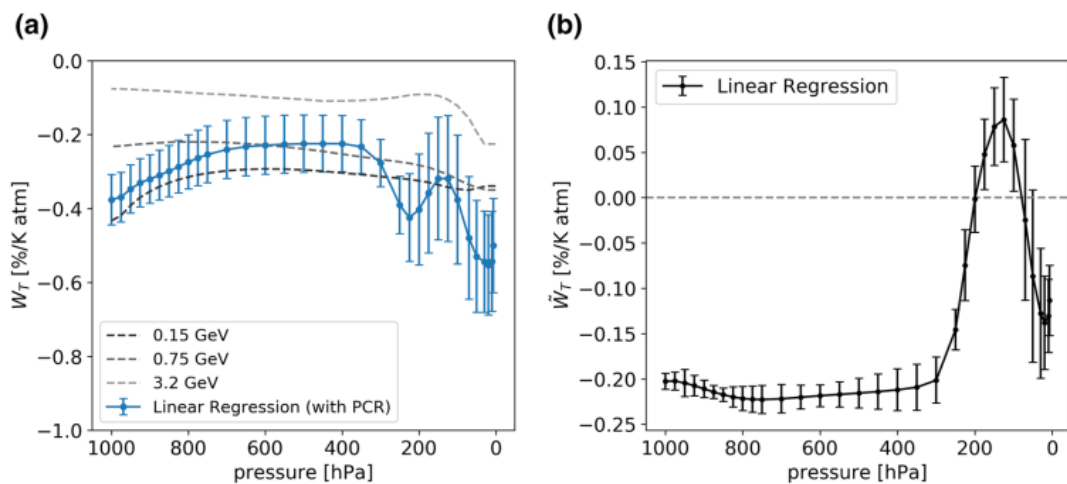 (a)
0.0
−0.2
−0.4
−0.6
−0.8
−1.0
W_T [%/K atm]
0.15 GeV
0.75 GeV
3.2 GeV
Linear Regression (with PCR)
1000 800 600 400 200 0
pressure [hPa]
(b)
0.15
0.10
0.05
0.00
−0.05
−0.10
−0.15
−0.20
−0.25
W̃_T [%/K atm]
Linear Regression
1000 800 600 400 200 0
pressure [hPa]